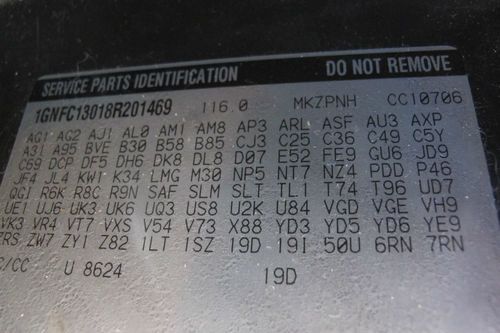 SERVICE PARTS IDENTIFICATION DO NOT REMOVE
1GNFC13018R201469 116.0 MKZPNH CC10706
AG1 AG2 AJ1 AL0 AM1 AM8 AP3 ARL ASF AU3 AXP
A31 A95 BVE B30 B58 B85 CJ3 C25 C36 C49 C5Y
C69 DCP DF5 DH6 DK8 DL8 D07 E52 FE9 GU6 JD9
JF4 JL4 KW1 K34 LMG M30 NP5 NT7 NZ4 PDD P46
QG1 R6K R8C R9N SAF SLM SLT TL1 T74 T96 UD7
UE1 UJ6 UK3 UK6 UQ3 US8 U2K U84 VGD VGE VH9
VK3 VR4 VT7 VXS V54 V73 X88 YD3 YD5 YD6 YE9
ZRS ZW7 ZY1 Z82 1LT 1SZ 19D 19I 50U 6RN 7RN
C/CC U 8624 19D